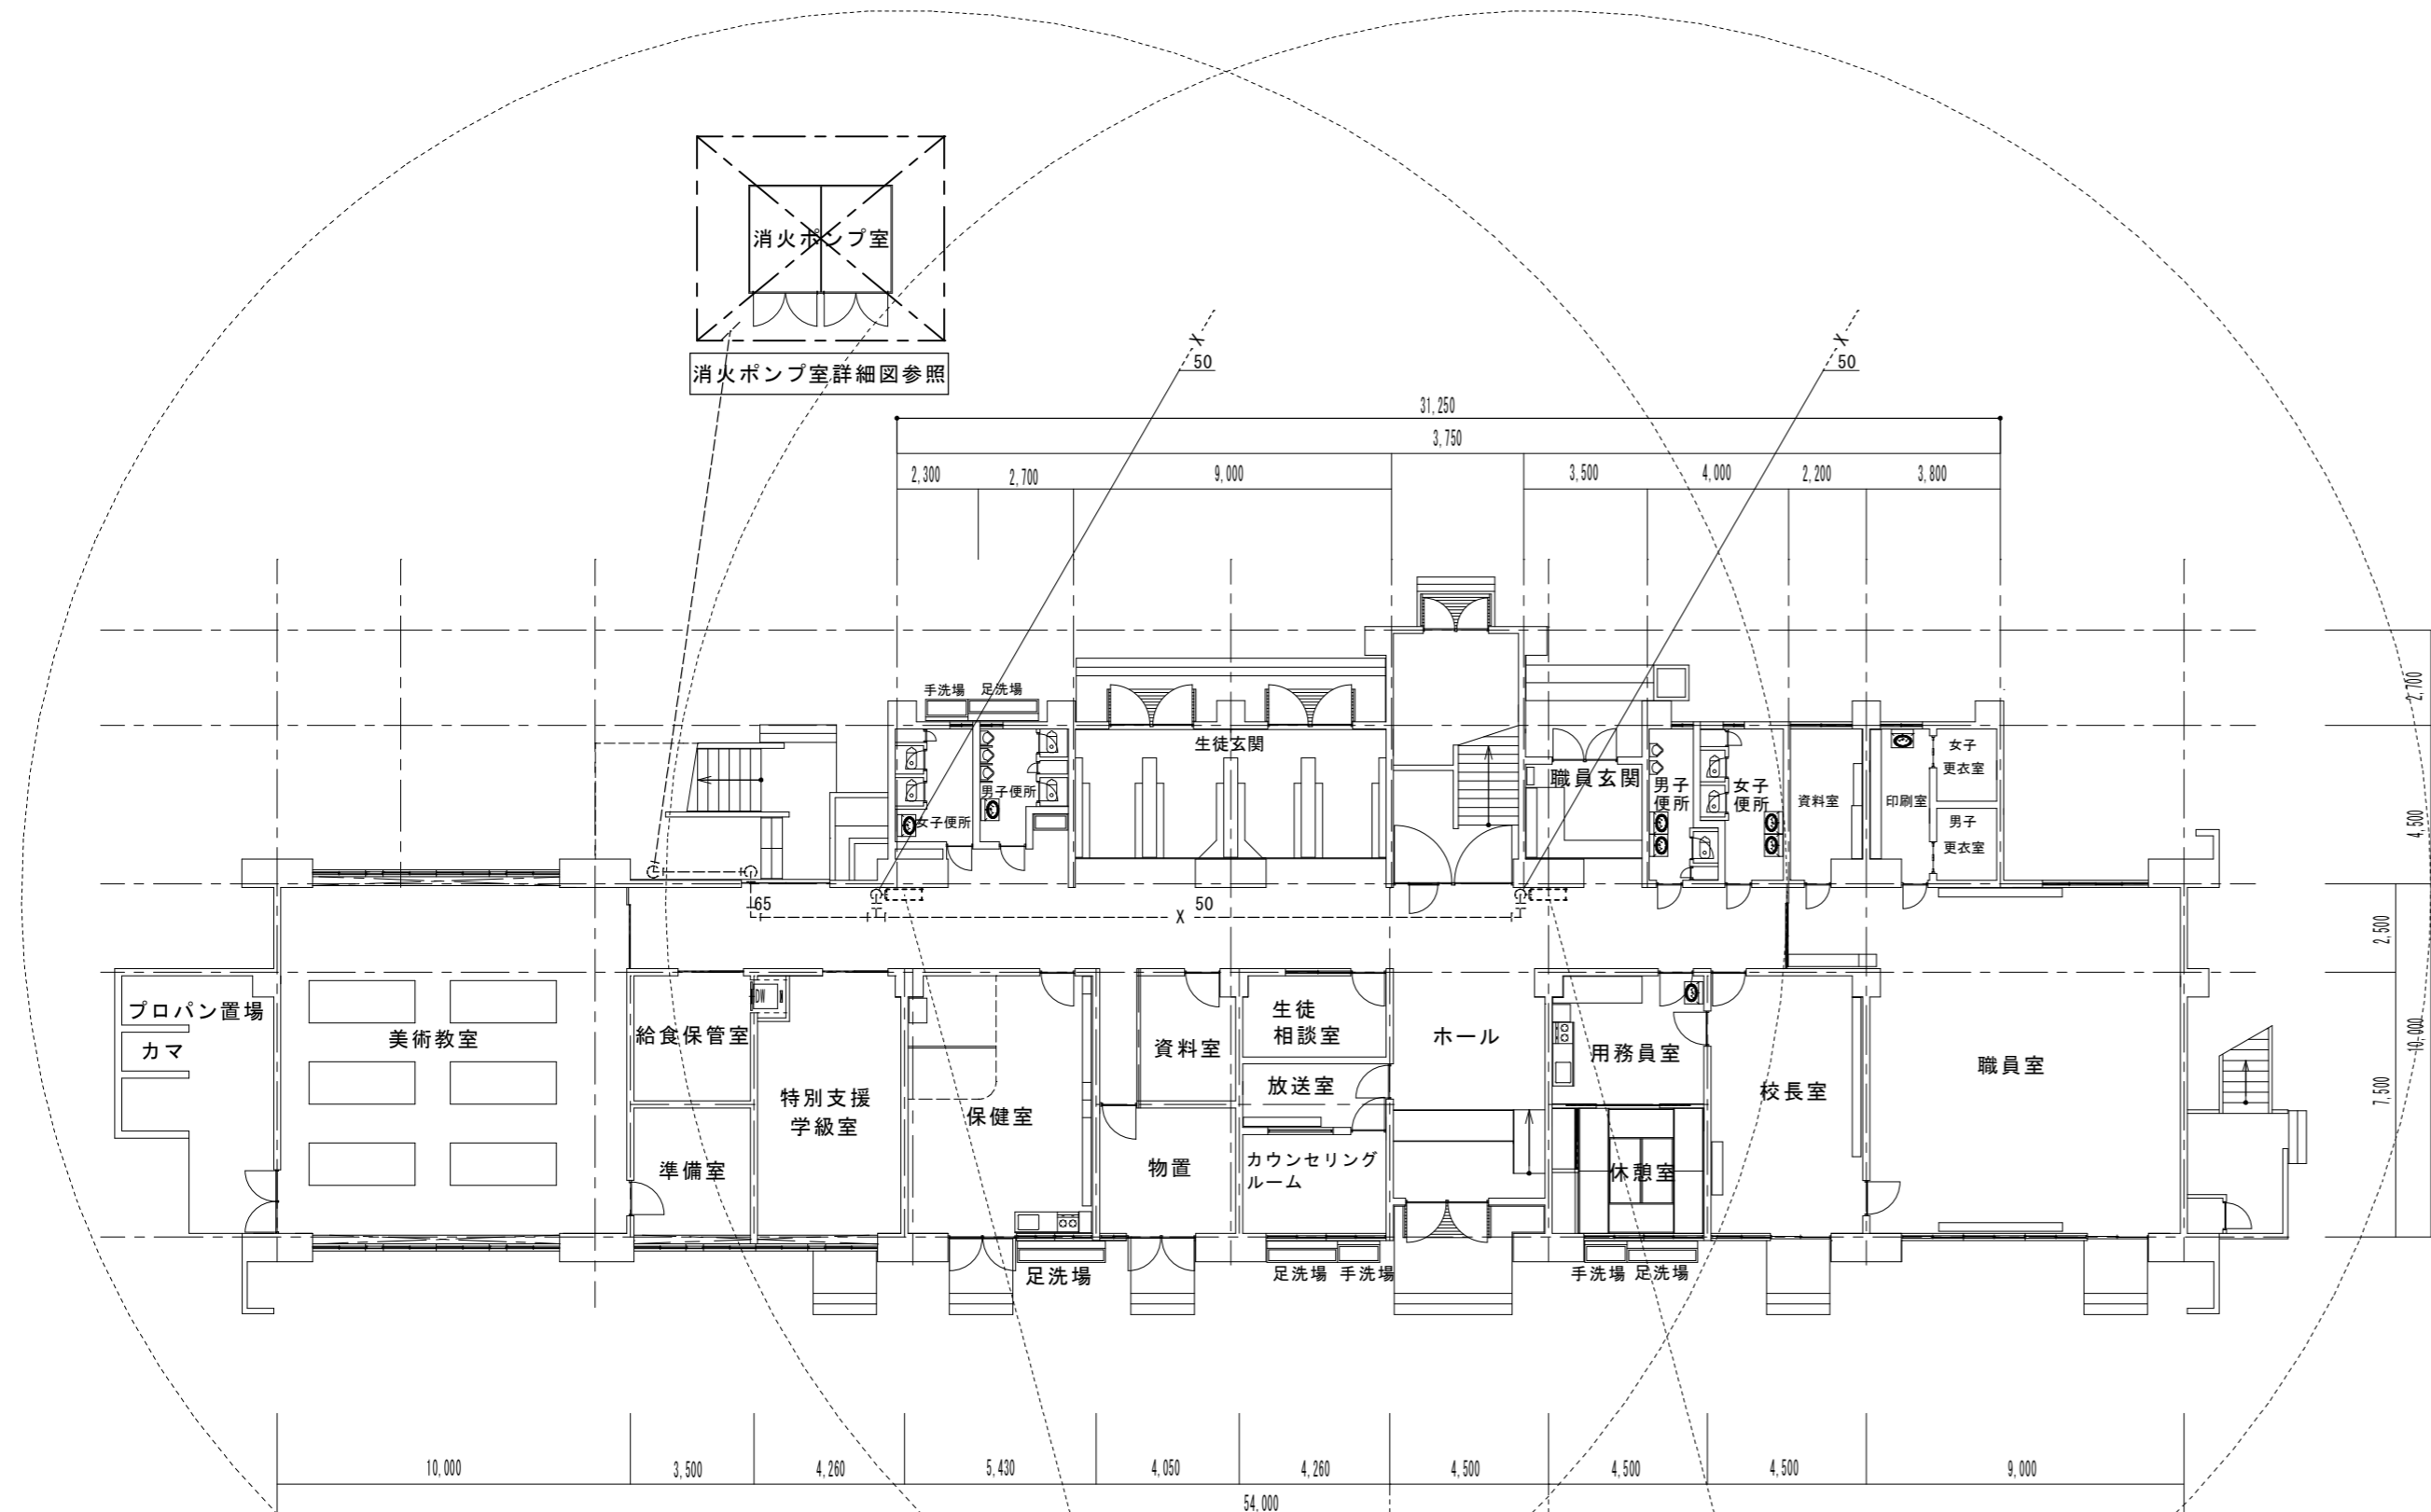 消火ポンプ室
消火ポンプ室詳細図参照
X
50
X
50
31,250
3,750
2,300
2,700
9,000
3,500
4,000
2,200
3,800
2,700
4,500
2,500
10,000
7,500
手洗場
足洗場
生徒玄関
男子便所
女子便所
職員玄関
男子
便所
女子
便所
資料室
印刷室
女子
更衣室
男子
更衣室
65
X
50
プロパン置場
カマ
美術教室
給食保管室
準備室
DW
特別支援
学級室
保健室
資料室
物置
生徒
相談室
放送室
カウンセリング
ルーム
ホール
用務員室
休憩室
校長室
職員室
足洗場
足洗場
手洗場
手洗場
足洗場
10,000
3,500
4,260
5,430
4,050
4,260
4,500
4,500
4,500
9,000
54,000